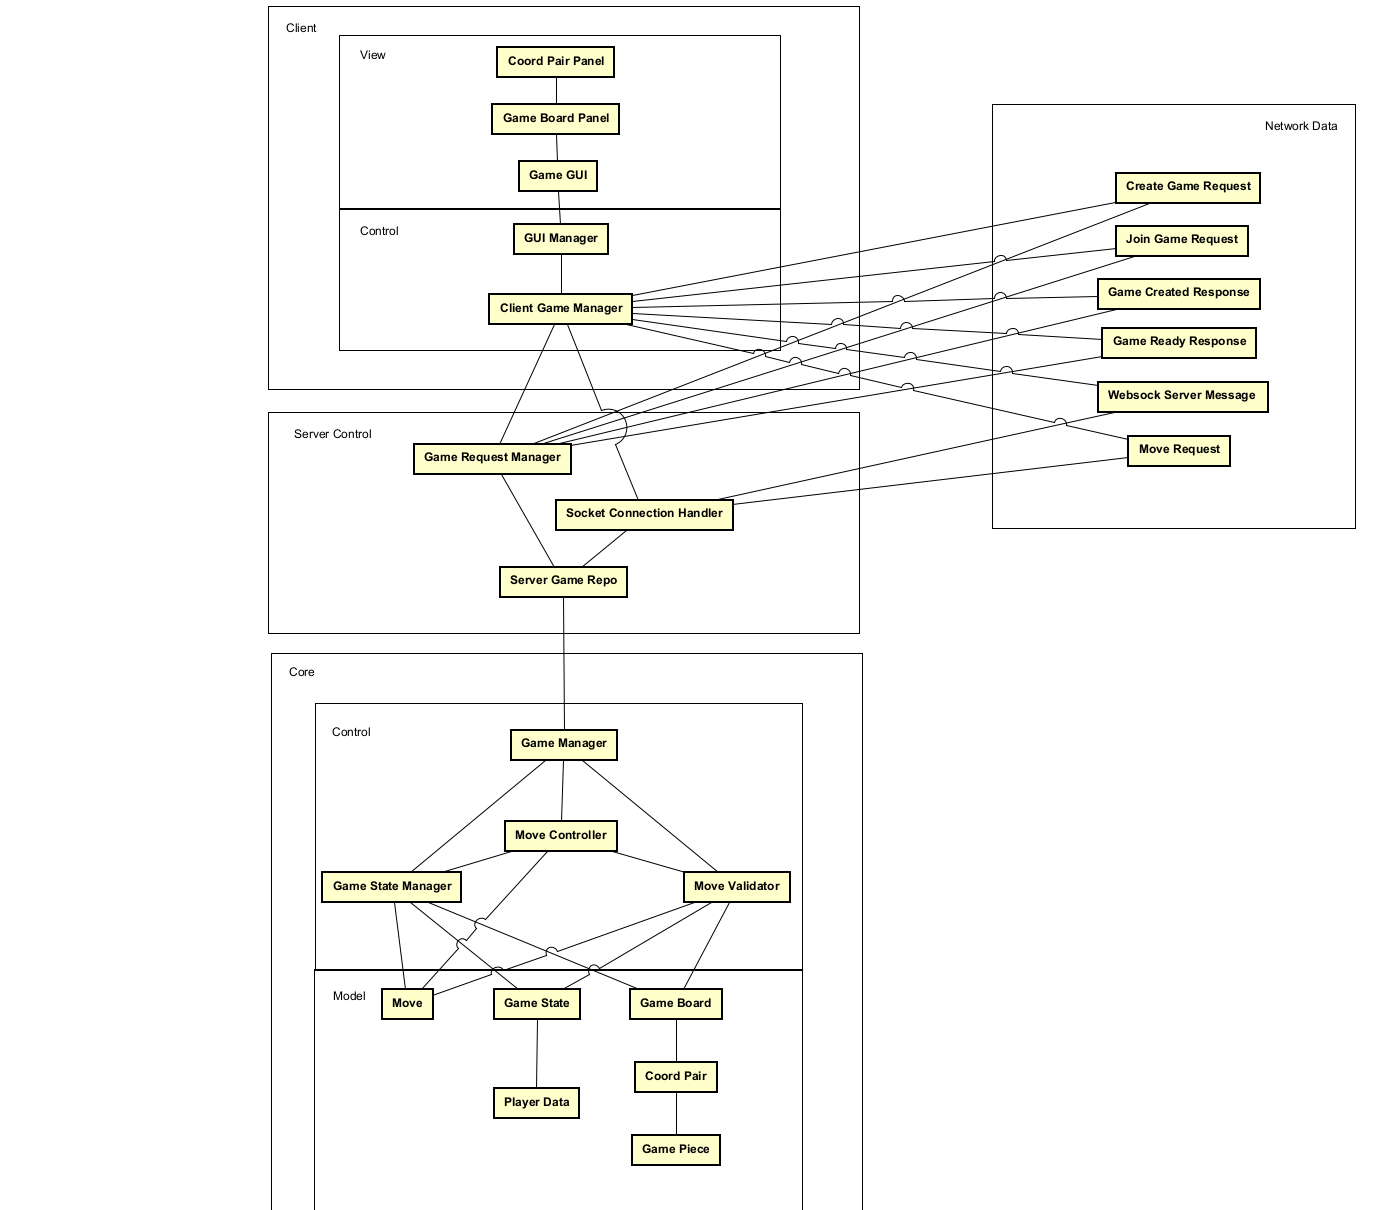 Client
View
Coord Pair Panel
Game Board Panel
Game GUI
Control
GUI Manager
Client Game Manager
Network Data
Create Game Request
Join Game Request
Game Created Response
Game Ready Response
Websock Server Message
Move Request
Server Control
Game Request Manager
Socket Connection Handler
Server Game Repo
Core
Control
Game Manager
Move Controller
Game State Manager
Move Validator
Model
Move
Game State
Game Board
Coord Pair
Player Data
Game Piece